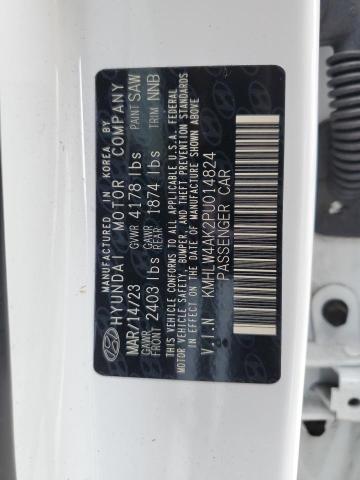 MANUFACTURED IN KOREA BY
HYUNDAI MOTOR COMPANY
MAR/14/23 GVWR 4178 lbs PAINT SAW
GAWR FRONT 2403 lbs GAWR REAR 1874 lbs TRIM NNB
THIS VEHICLE CONFORMS TO ALL APPLICABLE U.S. FEDERAL
MOTOR VEHICLE SAFETY, BUMPER, AND THEFT PREVENTION STANDARDS
IN EFFECT ON THE DATE OF MANUFACTURE SHOWN ABOVE
V.I.N KMHLW4AK2PU014824
PASSENGER CAR